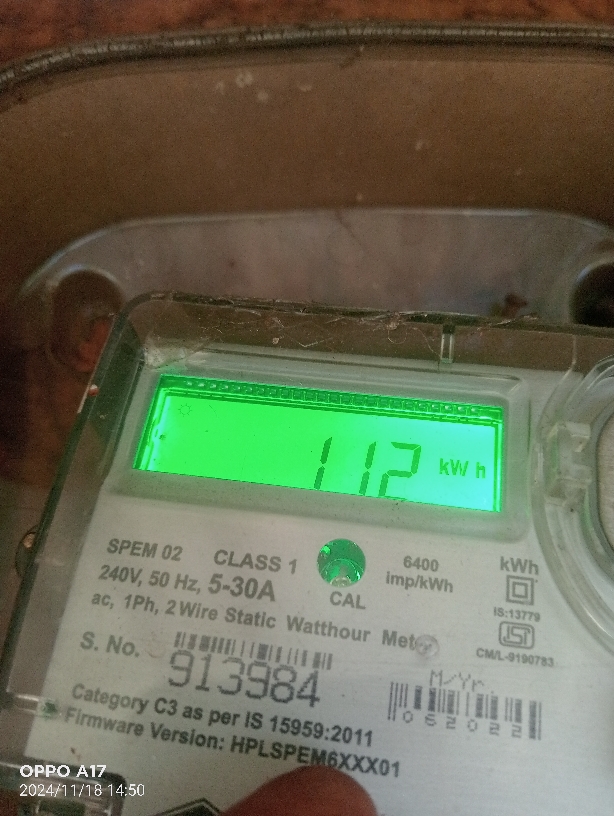 112 kWh
SPEM 02 CLASS 1
240V, 50 Hz, 5-30A
CAL
6400
imp/kWh
kWh
IS:13779
CM/L-9190783
ac, 1Ph, 2 Wire Static Watthour Meter
S. No.
913984
M/Yr.
062022
Category C3 as per IS 15959:2011
Firmware Version: HPLSPEM6XXX01
OPPO A17
2024/11/18 14:50